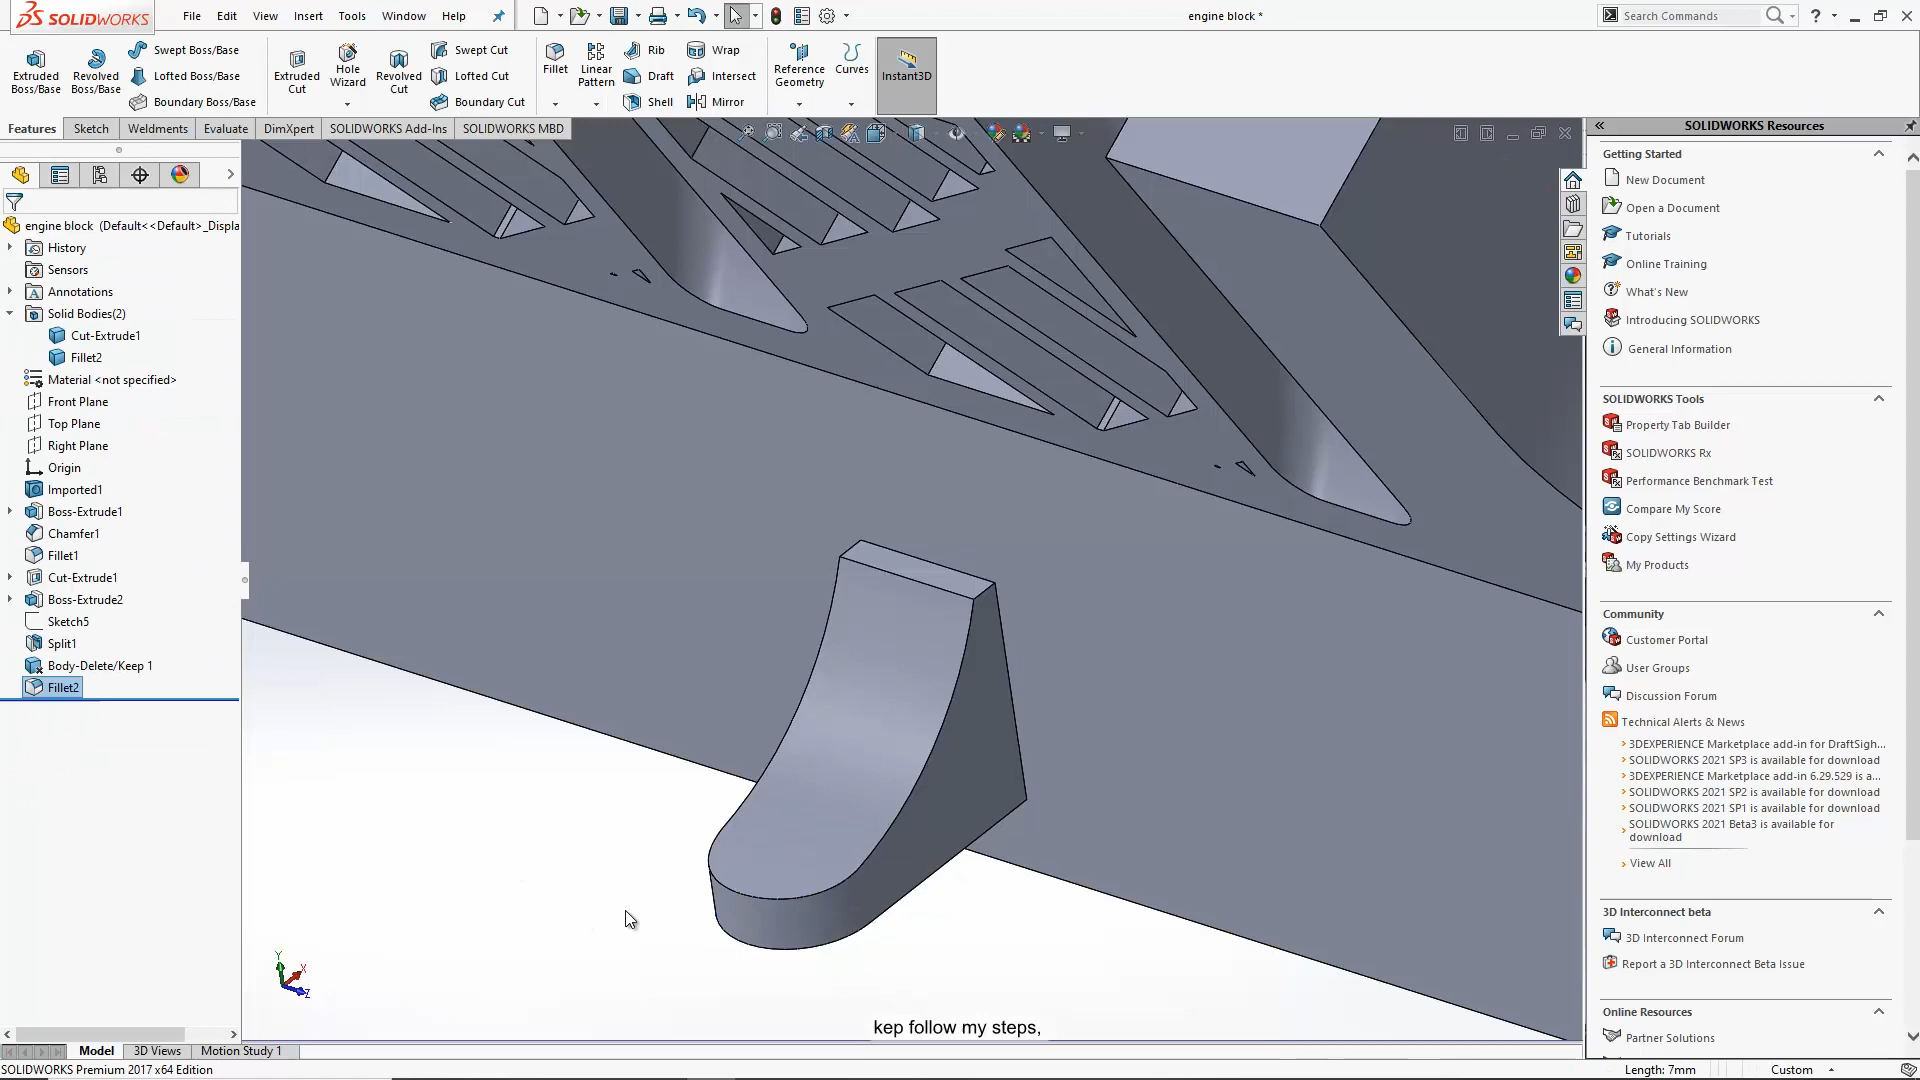 SOLIDWORKS
File Edit View Insert Tools Window Help
engine block *
Search Commands
Extruded Boss/Base
Revolved Boss/Base
Swept Boss/Base
Lofted Boss/Base
Boundary Boss/Base
Extruded Cut
Hole Wizard
Revolved Cut
Swept Cut
Lofted Cut
Boundary Cut
Fillet
Linear Pattern
Rib
Draft
Shell
Wrap
Intersect
Mirror
Reference Geometry
Curves
Instant3D
Features Sketch Weldments Evaluate DimXpert SOLIDWORKS Add-Ins SOLIDWORKS MBD
engine block (Default<<Default>_Displa
History
Sensors
Annotations
Solid Bodies(2)
Cut-Extrude1
Fillet2
Material <not specified>
Front Plane
Top Plane
Right Plane
Origin
Imported1
Boss-Extrude1
Chamfer1
Fillet1
Cut-Extrude1
Boss-Extrude2
Sketch5
Split1
Body-Delete/Keep 1
Fillet2
Y
X
Z
kep follow my steps,
SOLIDWORKS Resources
Getting Started
New Document
Open a Document
Tutorials
Online Training
What's New
Introducing SOLIDWORKS
General Information
SOLIDWORKS Tools
Property Tab Builder
SOLIDWORKS Rx
Performance Benchmark Test
Compare My Score
Copy Settings Wizard
My Products
Community
Customer Portal
User Groups
Discussion Forum
Technical Alerts & News
3DEXPERIENCE Marketplace add-in for DraftSigh...
SOLIDWORKS 2021 SP3 is available for download
3DEXPERIENCE Marketplace add-in 6.29.529 is a...
SOLIDWORKS 2021 SP2 is available for download
SOLIDWORKS 2021 SP1 is available for download
SOLIDWORKS 2021 Beta3 is available for
download
View All
3D Interconnect beta
3D Interconnect Forum
Report a 3D Interconnect Beta Issue
Online Resources
Partner Solutions
Model 3D Views Motion Study 1
SOLIDWORKS Premium 2017 x64 Edition
Length: 7mm Custom